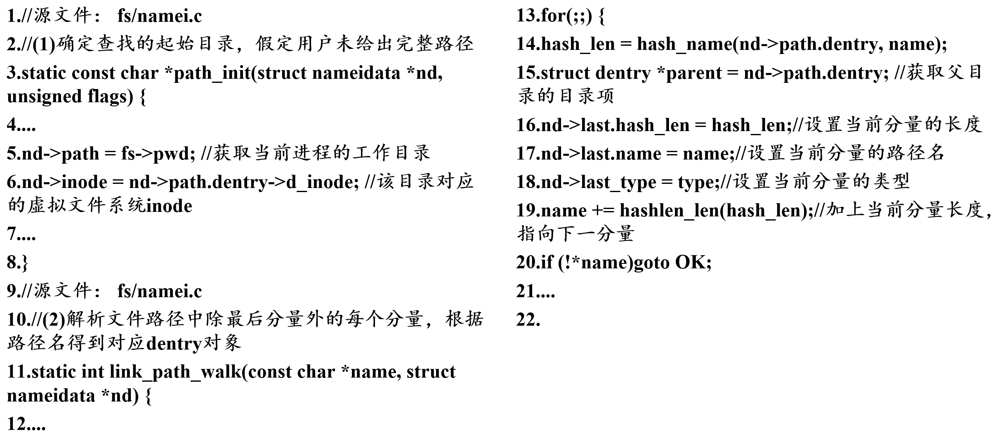 1.//源文件： fs/namei.c
2.//(1)确定查找的起始目录，假定用户未给出完整路径
3.static const char *path_init(struct nameidata *nd,
unsigned flags) {
4....
5.nd->path = fs->pwd; //获取当前进程的工作目录
6.nd->inode = nd->path.dentry->d_inode; //该目录对应
的虚拟文件系统inode
7....
8.}
9.//源文件： fs/namei.c
10.//(2)解析文件路径中除最后分量外的每个分量，根据
路径名得到对应dentry对象
11.static int link_path_walk(const char *name, struct
nameidata *nd) {
12....
13.for(;;) {
14.hash_len = hash_name(nd->path.dentry, name);
15.struct dentry *parent = nd->path.dentry; //获取父目
录的目录项
16.nd->last.hash_len = hash_len;//设置当前分量的长度
17.nd->last.name = name;//设置当前分量的路径名
18.nd->last_type = type;//设置当前分量的类型
19.name += hashlen_len(hash_len);//加上当前分量长度，
指向下一分量
20.if (!*name)goto OK;
21....
22.